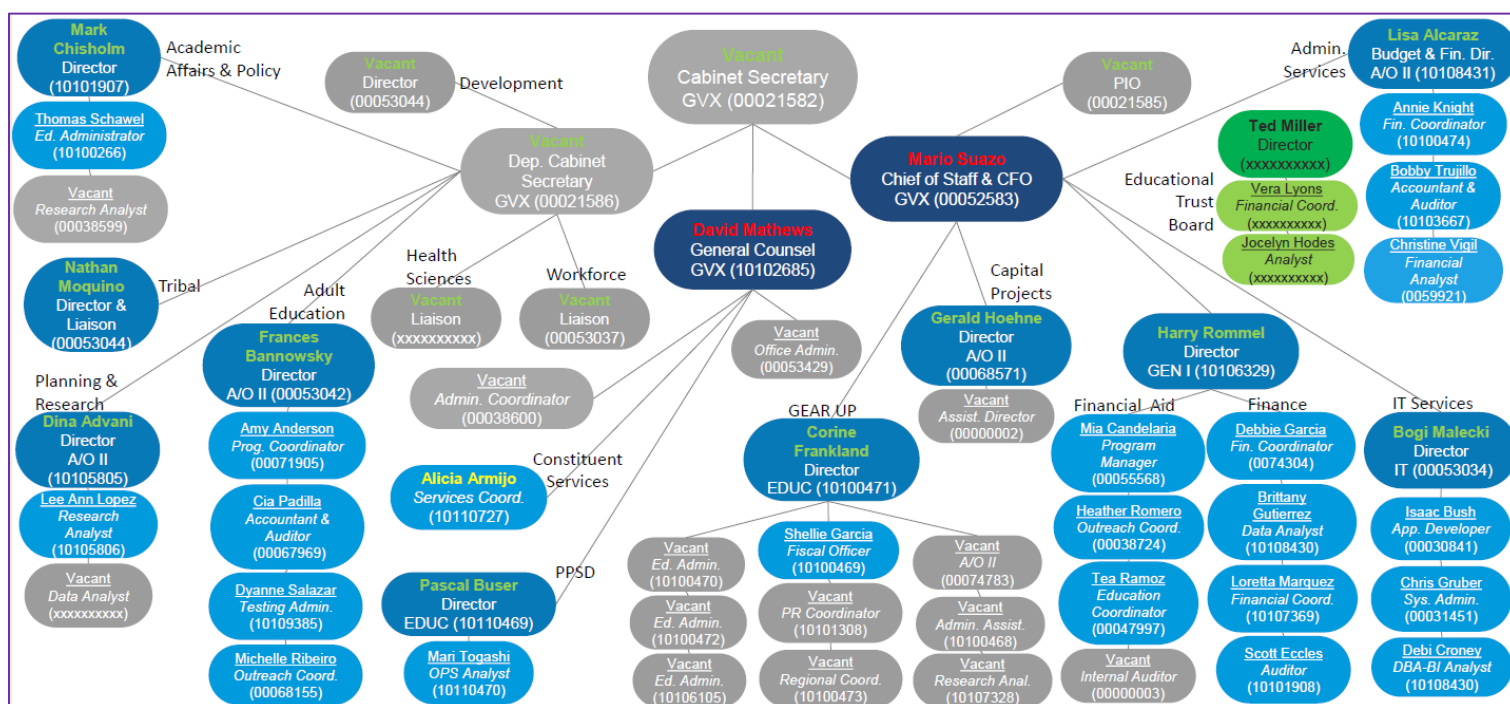 Mark
Chisholm
Director
(10101907)
Academic
Affairs & Policy
Thomas Schawel
Ed. Administrator
(10100266)
Vacant
Research Analyst
(00038599)
Vacant
Director
(00053044)
Development
Vacant
Cabinet Secretary
GVX (00021582)
Vacant
PIO
(00021585)
Admin.
Services
Lisa Alcaraz
Budget & Fin. Dir.
A/O II (10108431)
Annie Knight
Fin. Coordinator
(10100474)
Bobby Trujillo
Accountant &
Auditor
(10103667)
Christine Vigil
Financial
Analyst
(0059921)
Educational
Trust
Board
Ted Miller
Director
(xxxxxxxxxx)
Vera Lyons
Financial Coord.
(xxxxxxxxxx)
Jocelyn Hodes
Analyst
(xxxxxxxxxx)
Vacant
Dep. Cabinet
Secretary
GVX (00021586)
Mario Suazo
Chief of Staff & CFO
GVX (00052583)
David Mathews
General Counsel
GVX (10102685)
Nathan
Moquino
Director &
Liaison
(00053044)
Tribal
Adult
Education
Frances
Bannowsky
Director
A/O II (00053042)
Amy Anderson
Prog. Coordinator
(00071905)
Cia Padilla
Accountant &
Auditor
(00067969)
Dyanne Salazar
Testing Admin.
(10109385)
Michelle Ribeiro
Outreach Coord.
(00068155)
Health
Sciences
Vacant
Liaison
(xxxxxxxxxx)
Workforce
Vacant
Liaison
(00053037)
Planning &
Research
Dina Advani
Director
A/O II
(10105805)
Lee Ann Lopez
Research
Analyst
(10105806)
Vacant
Data Analyst
(xxxxxxxxxx)
Vacant
Office Admin.
(00053429)
Vacant
Admin. Coordinator
(00038600)
Constituent
Services
Alicia Armijo
Services Coord.
(10110727)
PPSD
Pascal Buser
Director
EDUC (10110469)
Mari Togashi
OPS Analyst
(10110470)
Capital
Projects
Gerald Hoehne
Director
A/O II
(00068571)
Vacant
Assist. Director
(00000002)
GEAR UP
Corine
Frankland
Director
EDUC (10100471)
Vacant
Ed. Admin.
(10100470)
Vacant
Ed. Admin.
(10100472)
Vacant
Ed. Admin.
(10106105)
Shellie Garcia
Fiscal Officer
(10100469)
Vacant
PR Coordinator
(10101308)
Vacant
Regional Coord.
(10100473)
Vacant
A/O II
(00074783)
Vacant
Admin. Assist.
(10100468)
Vacant
Research Anal.
(10107328)
Harry Rommel
Director
GEN I (10106329)
Financial Aid
Mia Candelaria
Program
Manager
(00055568)
Heather Romero
Outreach Coord.
(00038724)
Tea Ramoz
Education
Coordinator
(00047997)
Vacant
Internal Auditor
(00000003)
Finance
Debbie Garcia
Fin. Coordinator
(0074304)
Brittany
Gutierrez
Data Analyst
(10108430)
Loretta Marquez
Financial Coord.
(10107369)
Scott Eccles
Auditor
(10101908)
IT Services
Bogi Malecki
Director
IT (00053034)
Isaac Bush
App. Developer
(00030841)
Chris Gruber
Sys. Admin.
(00031451)
Debi Croney
DBA-BI Analyst
(10108430)